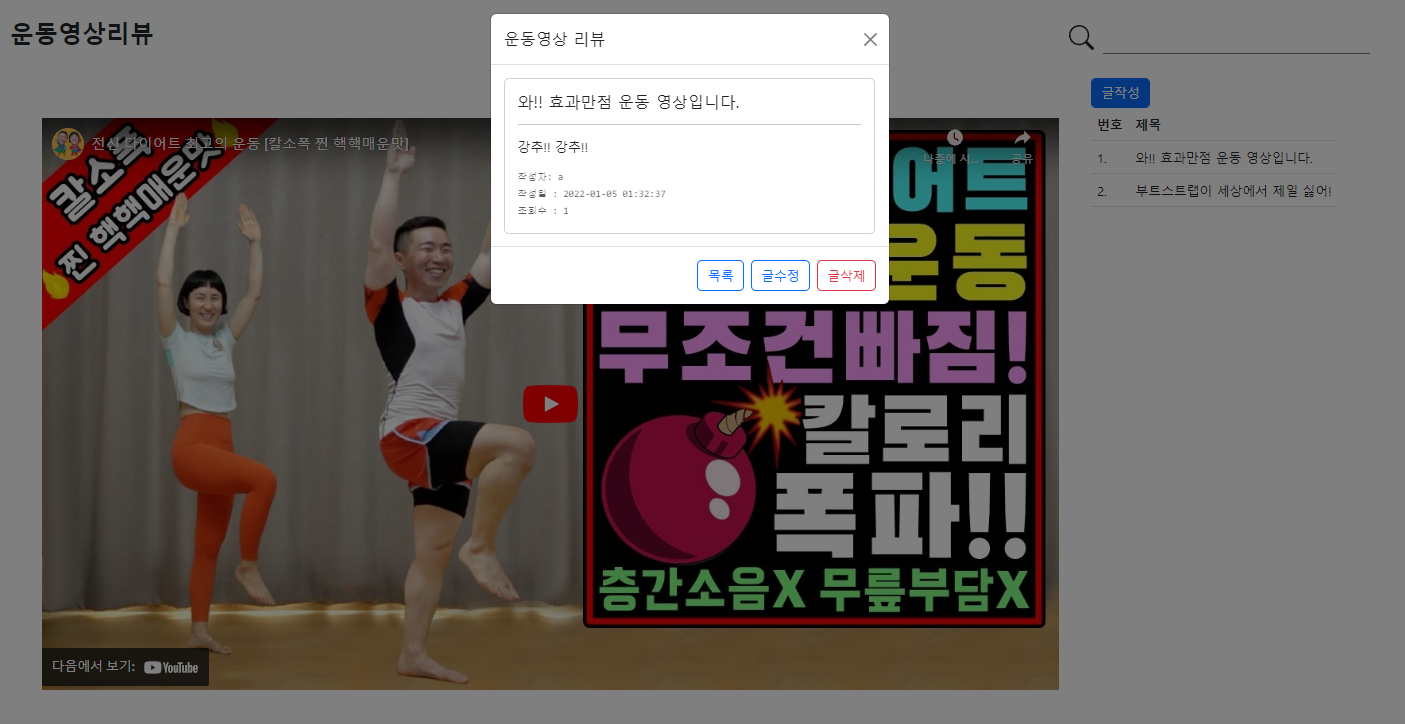 운동영상리뷰
운동영상 리뷰
와!! 효과만점 운동 영상입니다.
강추!! 강추!!
작성자: a
작성일 : 2022-01-05 01:32:37
조회수 : 1
목록 글수정 글삭제
전신 다이어트 최고의 운동 [칼소폭 찐 핵핵매운맛]
나중에 시...
공유
칼소폭
찐 핵핵매운맛
어트
운동
무조건빠짐!
칼로리
폭파!!
층간소음X 무릎부담X
다음에서 보기: YouTube
글작성
번호 제목
1. 와!! 효과만점 운동 영상입니다.
2. 부트스트랩이 세상에서 제일 싫어!